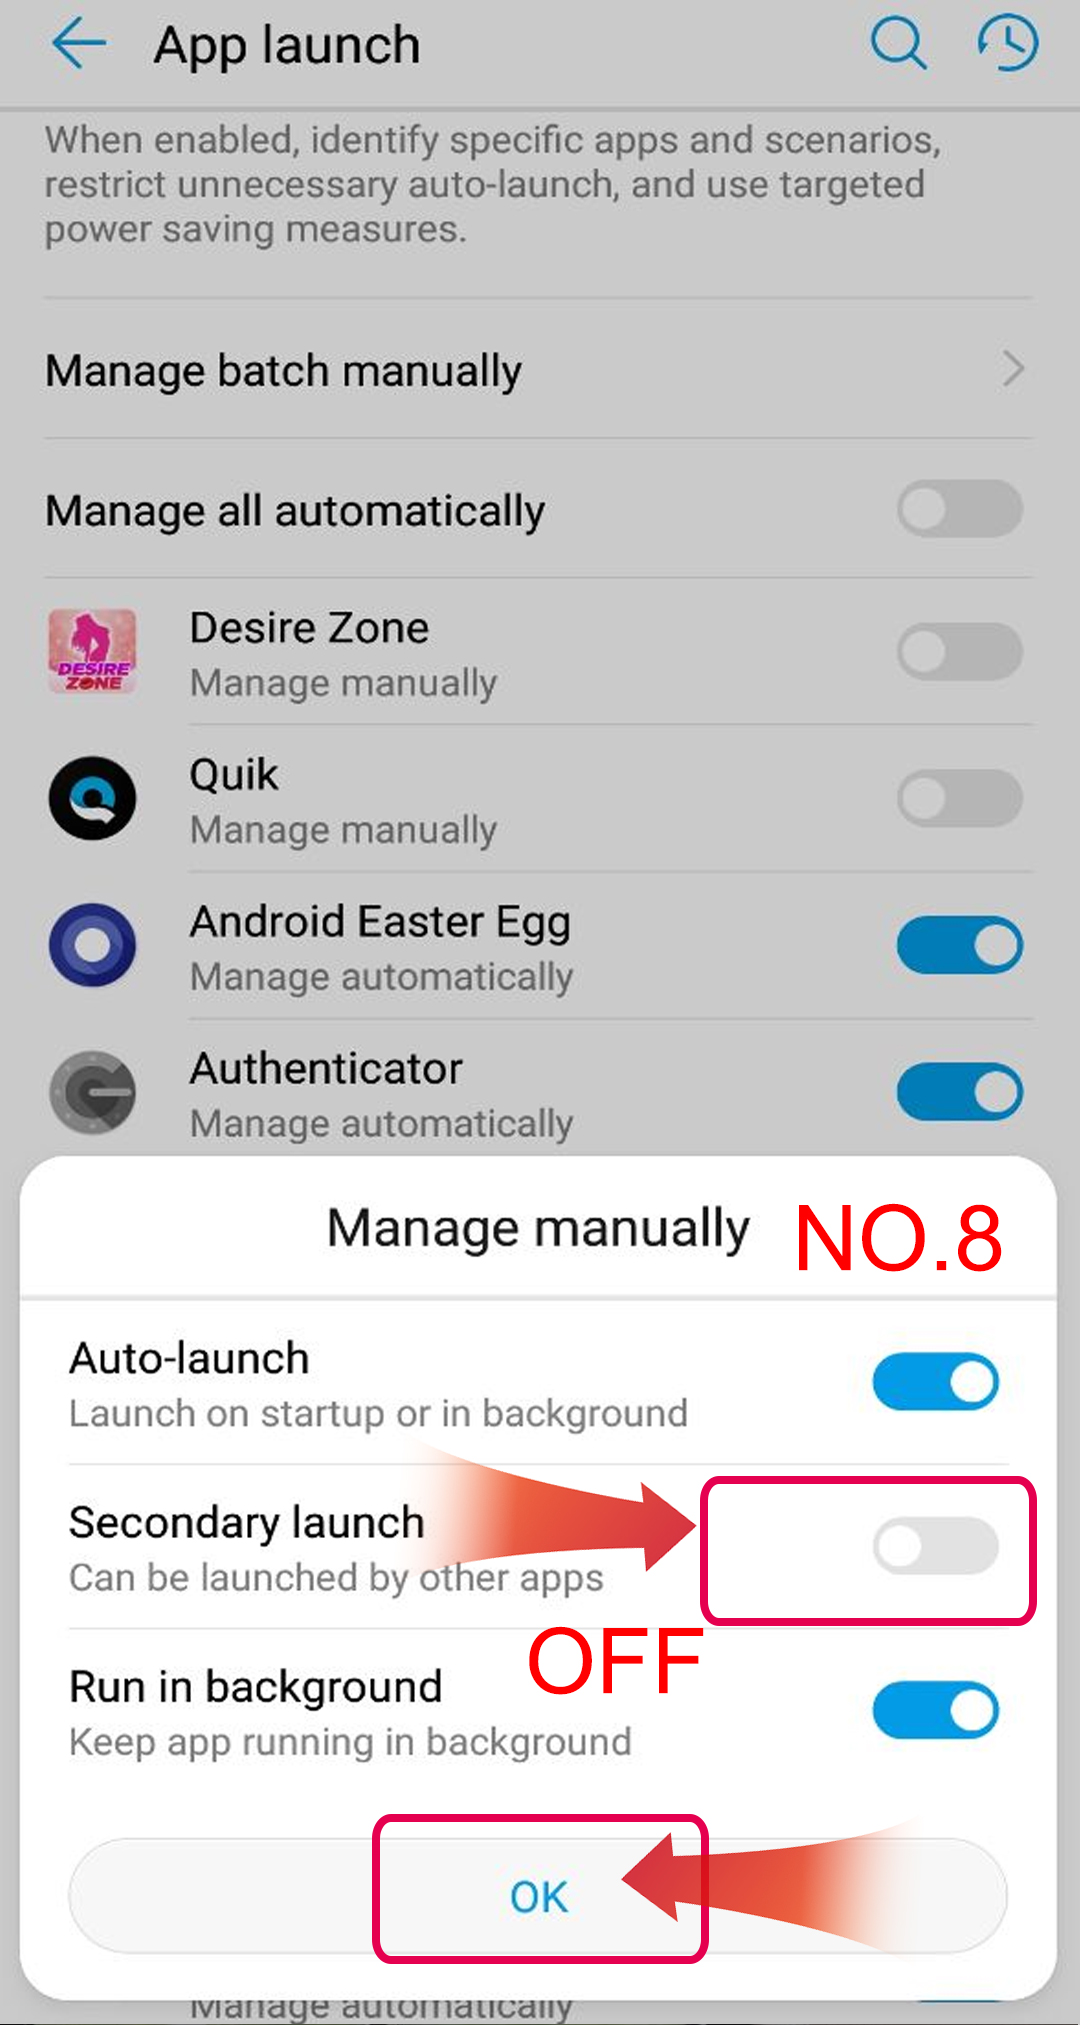 App launch
When enabled, identify specific apps and scenarios,
restrict unnecessary auto-launch, and use targeted
power saving measures.
Manage batch manually
Manage all automatically
DESIRE
ZONE
Desire Zone
Manage manually
Quik
Manage manually
Android Easter Egg
Manage automatically
Authenticator
Manage automatically
Manage manually NO.8
Auto-launch
Launch on startup or in background
Secondary launch
Can be launched by other apps
OFF
Run in background
Keep app running in background
OK
Manage automatically